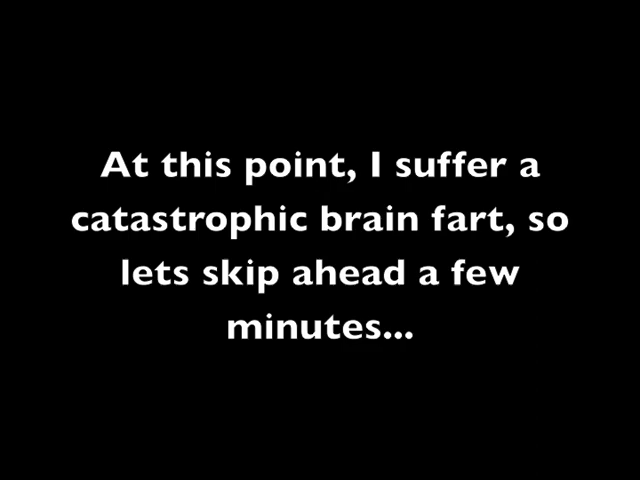 At this point, I suffer a
catastrophic brain fart, so
lets skip ahead a few
minutes...